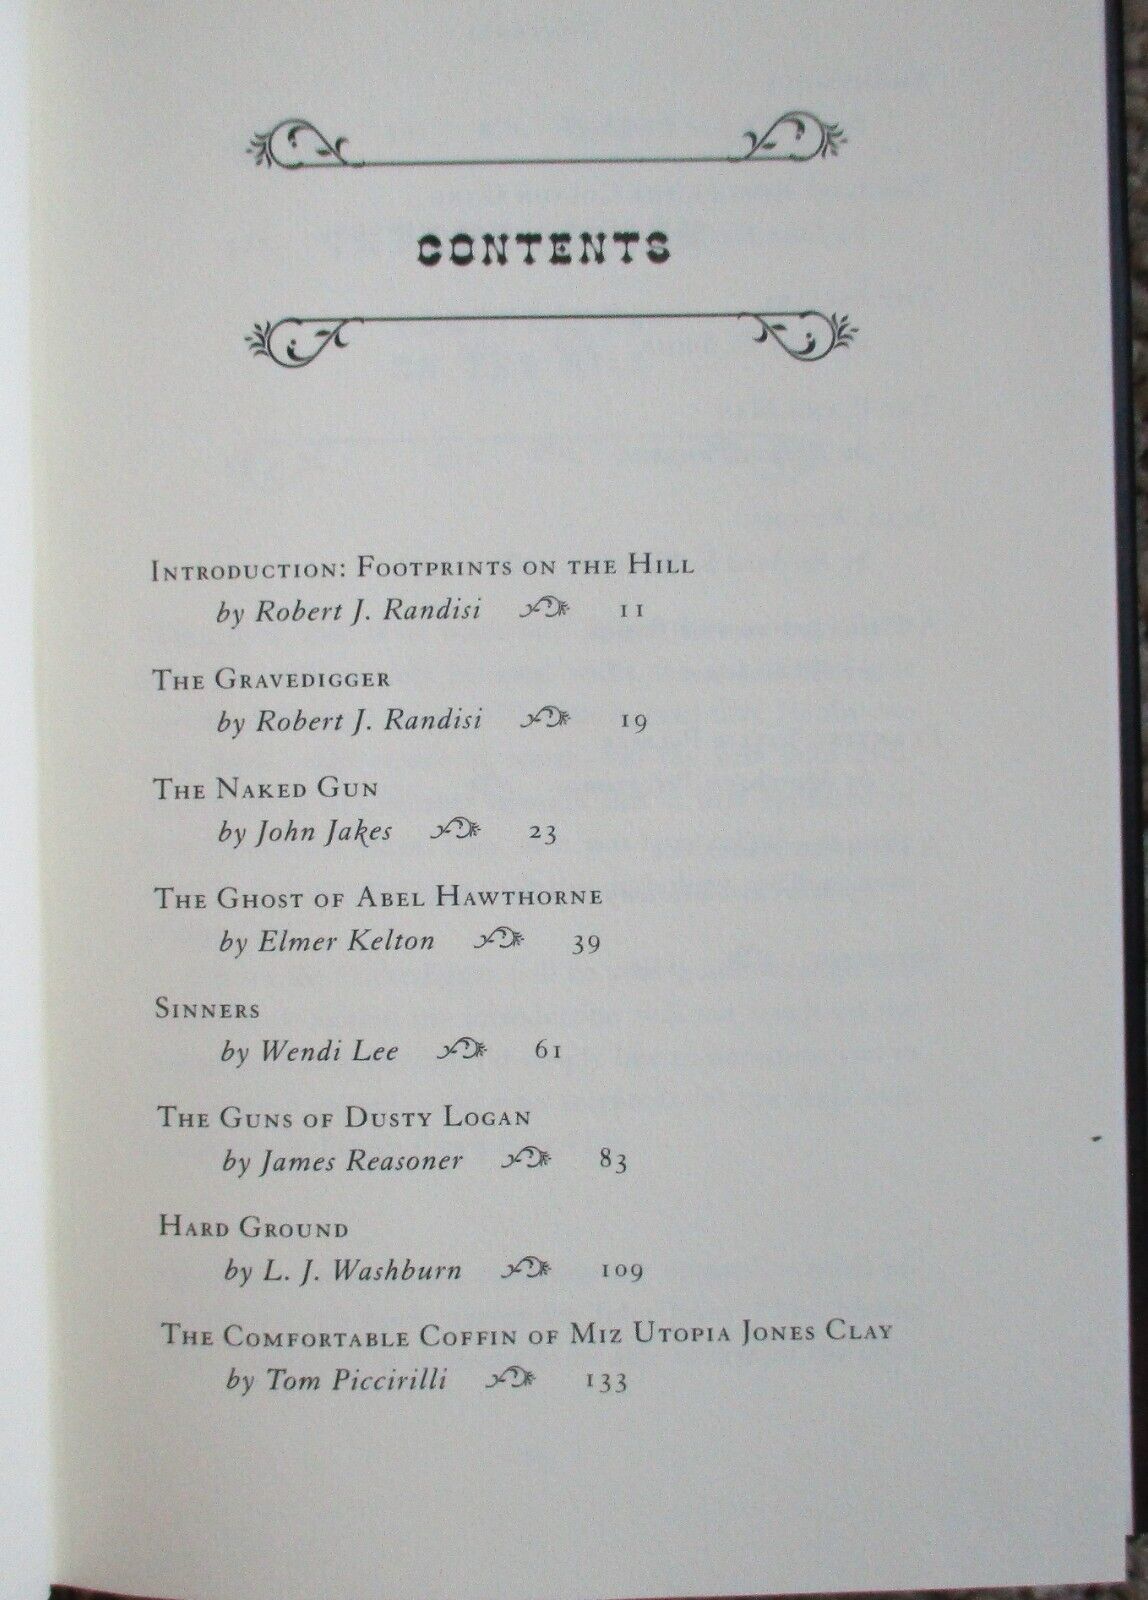 CONTENTS
INTRODUCTION: FOOTPRINTS ON THE HILL
by Robert J. Randisi 11
THE GRAVEDIGGER
by Robert J. Randisi 19
THE NAKED GUN
by John Jakes 23
THE GHOST OF ABEL HAWTHORNE
by Elmer Kelton 39
SINNERS
by Wendi Lee 61
THE GUNS OF DUSTY LOGAN
by James Reasoner 83
HARD GROUND
by L. J. Washburn 109
THE COMFORTABLE COFFIN OF MIZ UTOPIA JONES CLAY
by Tom Piccirilli 133